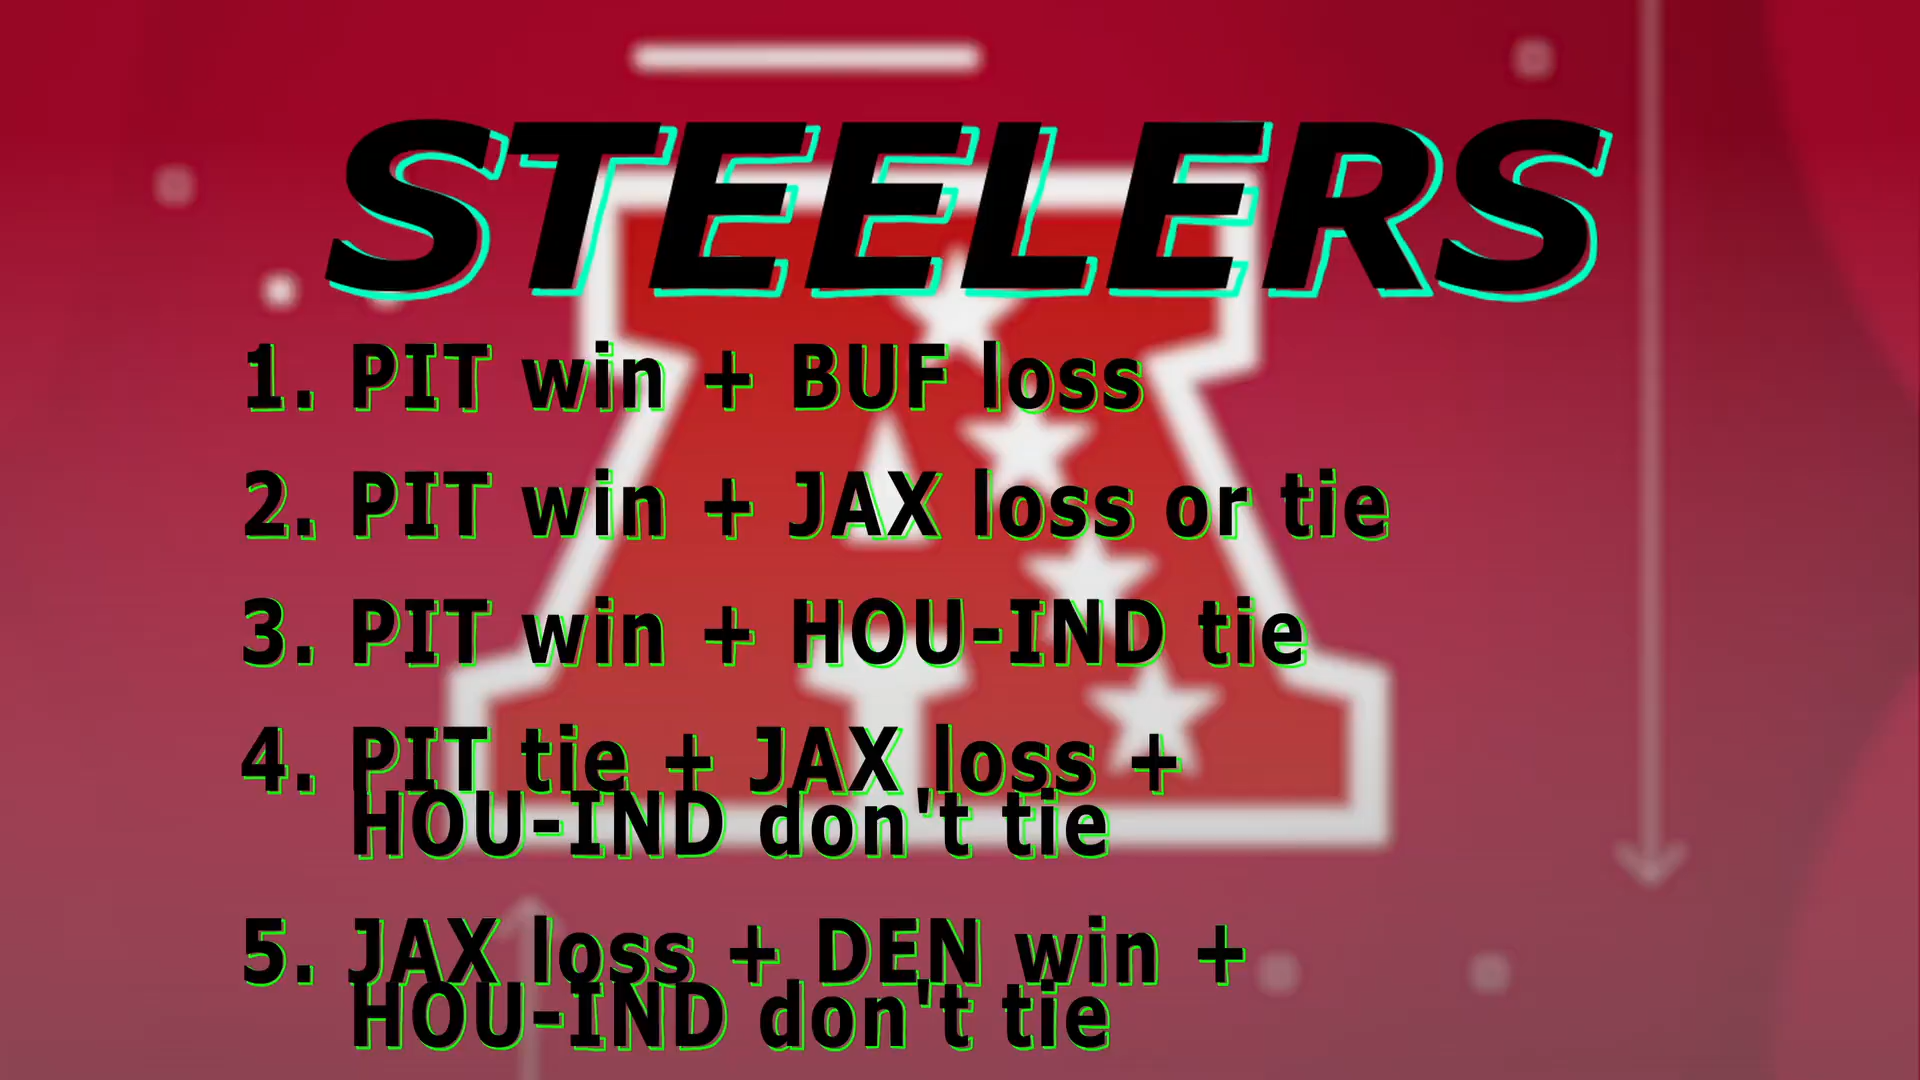 STEELERS
1. PIT win + BUF loss
2. PIT win + JAX loss or tie
3. PIT win + HOU-IND tie
4. PIT tie + JAX loss +
HOU-IND don't tie
5. JAX loss + DEN win +
HOU-IND don't tie